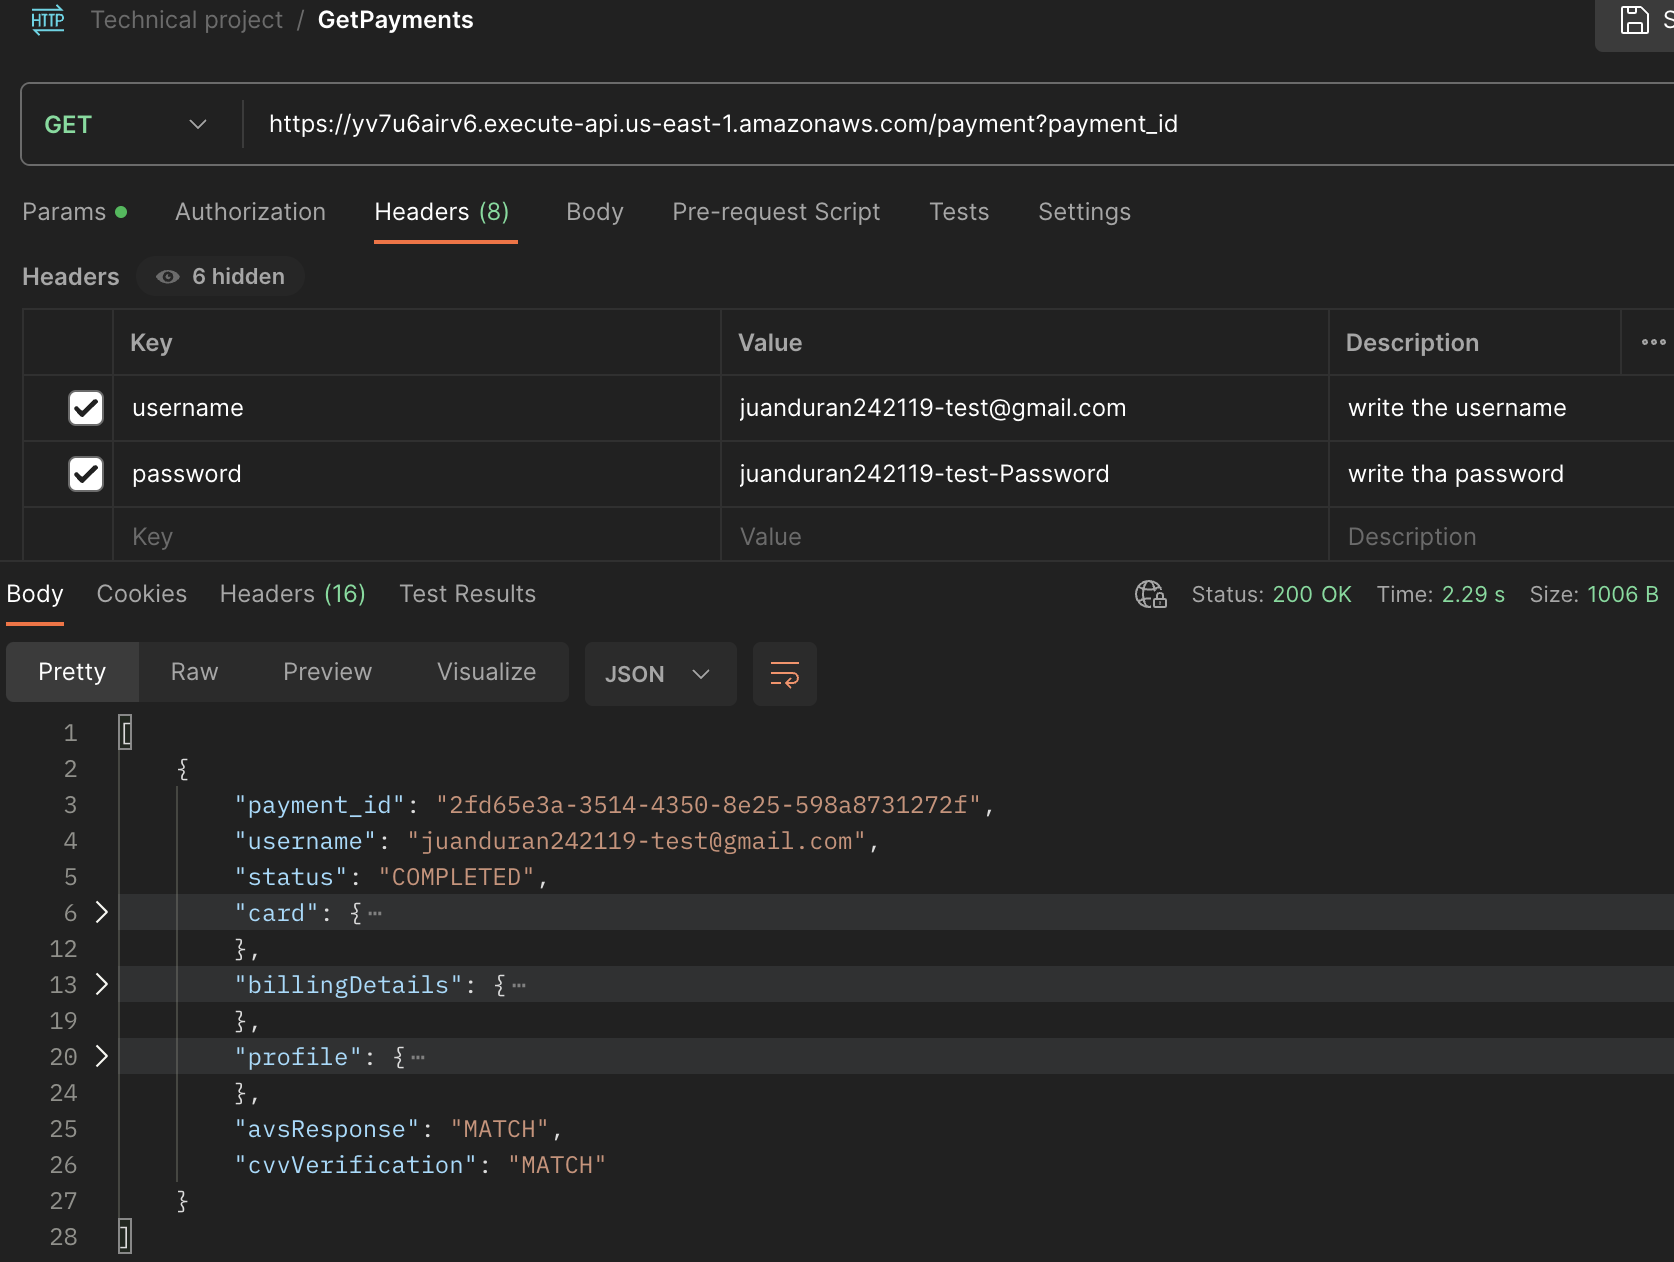 HTTP Technical project / GetPayments
GET https://yv7u6airv6.execute-api.us-east-1.amazonaws.com/payment?payment_id
Params Authorization Headers (8) Body Pre-request Script Tests Settings
Headers 6 hidden
Key Value Description
username juanduran242119-test@gmail.com write the username
password juanduran242119-test-Password write tha password
Key Value Description
Body Cookies Headers (16) Test Results Status: 200 OK Time: 2.29 s Size: 1006 B
Pretty Raw Preview Visualize JSON
1 [
2 {
3 "payment_id": "2fd65e3a-3514-4350-8e25-598a8731272f",
4 "username": "juanduran242119-test@gmail.com",
5 "status": "COMPLETED",
6 "card": {…
12 },
13 "billingDetails": {…
19 },
20 "profile": {…
24 },
25 "avsResponse": "MATCH",
26 "cvvVerification": "MATCH"
27 }
28 ]